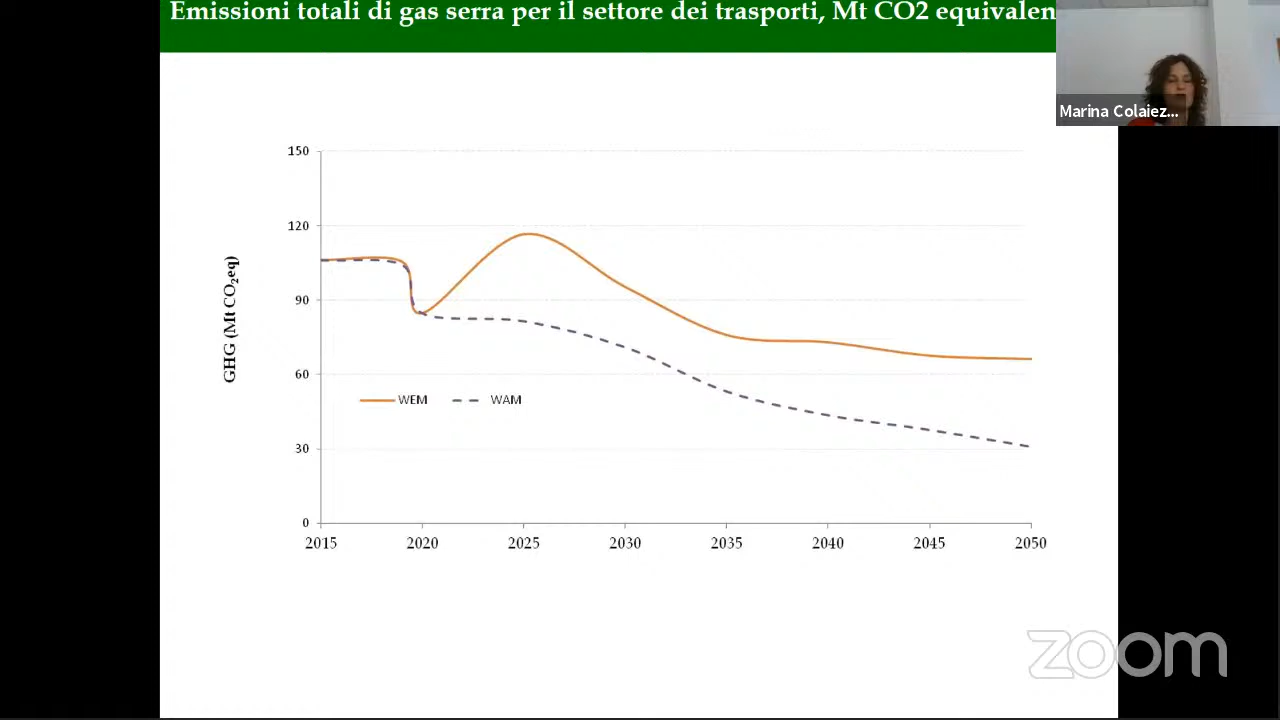 Emissioni totali di gas serra per il settore dei trasporti, Mt CO2 equivalen
Marina Colaiez...
150
120
90
60
30
0
GHG (Mt CO₂eq)
WEM
WAM
2015 2020 2025 2030 2035 2040 2045 2050
zoom